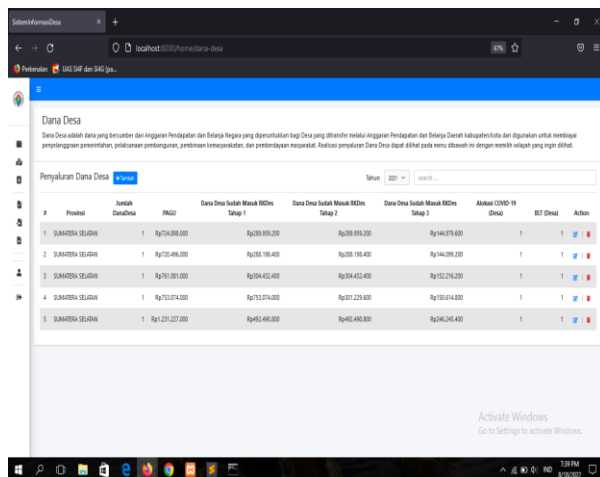 SistemInformasiDesa
localhost:8000/home/dana-desa
67%
Perkenalan
UAS SI4F dan SI4G (pa...
Dana Desa
Dana Desa adalah dana yang bersumber dari Anggaran Pendapatan dan Belanja Negara yang diperuntukkan bagi Desa yang ditransfer melalui Anggaran Pendapatan dan Belanja Daerah kabupaten/kota dan digunakan untuk membiayai
penyelenggraan pemerintahan, pelaksanaan pembangunan, pembinaan kemasyarakatan, dan pemberdayaan masyarakat. Realisasi penyaluran Dana Desa dapat dilihat pada menu dibawah ini dengan memilih wilayah yang ingin dilihat.
Penyaluran Dana Desa + Tambah Tahun 2021 search ...
# Provinsi Jumlah DanaDesa PAGU Dana Desa Sudah Masuk RKDes Tahap 1 Dana Desa Sudah Masuk RKDes Tahap 2 Dana Desa Sudah Masuk RKDes Tahap 3 Alokasi COVID-19 (Desa) BLT (Desa) Action
1 SUMATERA SELATAN 1 Rp724.898.000 Rp289.959.200 Rp289.959.200 Rp144.979.600 1 1
2 SUMATERA SELATAN 1 Rp720.496.000 Rp288.198.400 Rp288.198.400 Rp144.099.200 1 1
3 SUMATERA SELATAN 1 Rp761.081.000 Rp304.432.400 Rp304.432.400 Rp152.216.200 1 1
4 SUMATERA SELATAN 1 Rp753.074.000 Rp753.074.000 Rp301.229.600 Rp150.614.800 1 1
5 SUMATERA SELATAN 1 Rp1.231.227.000 Rp492.490.800 Rp492.490.800 Rp246.245.400 1 1
Activate Windows
Go to Settings to activate Windows.
IND
7:39 PM
8/18/2022